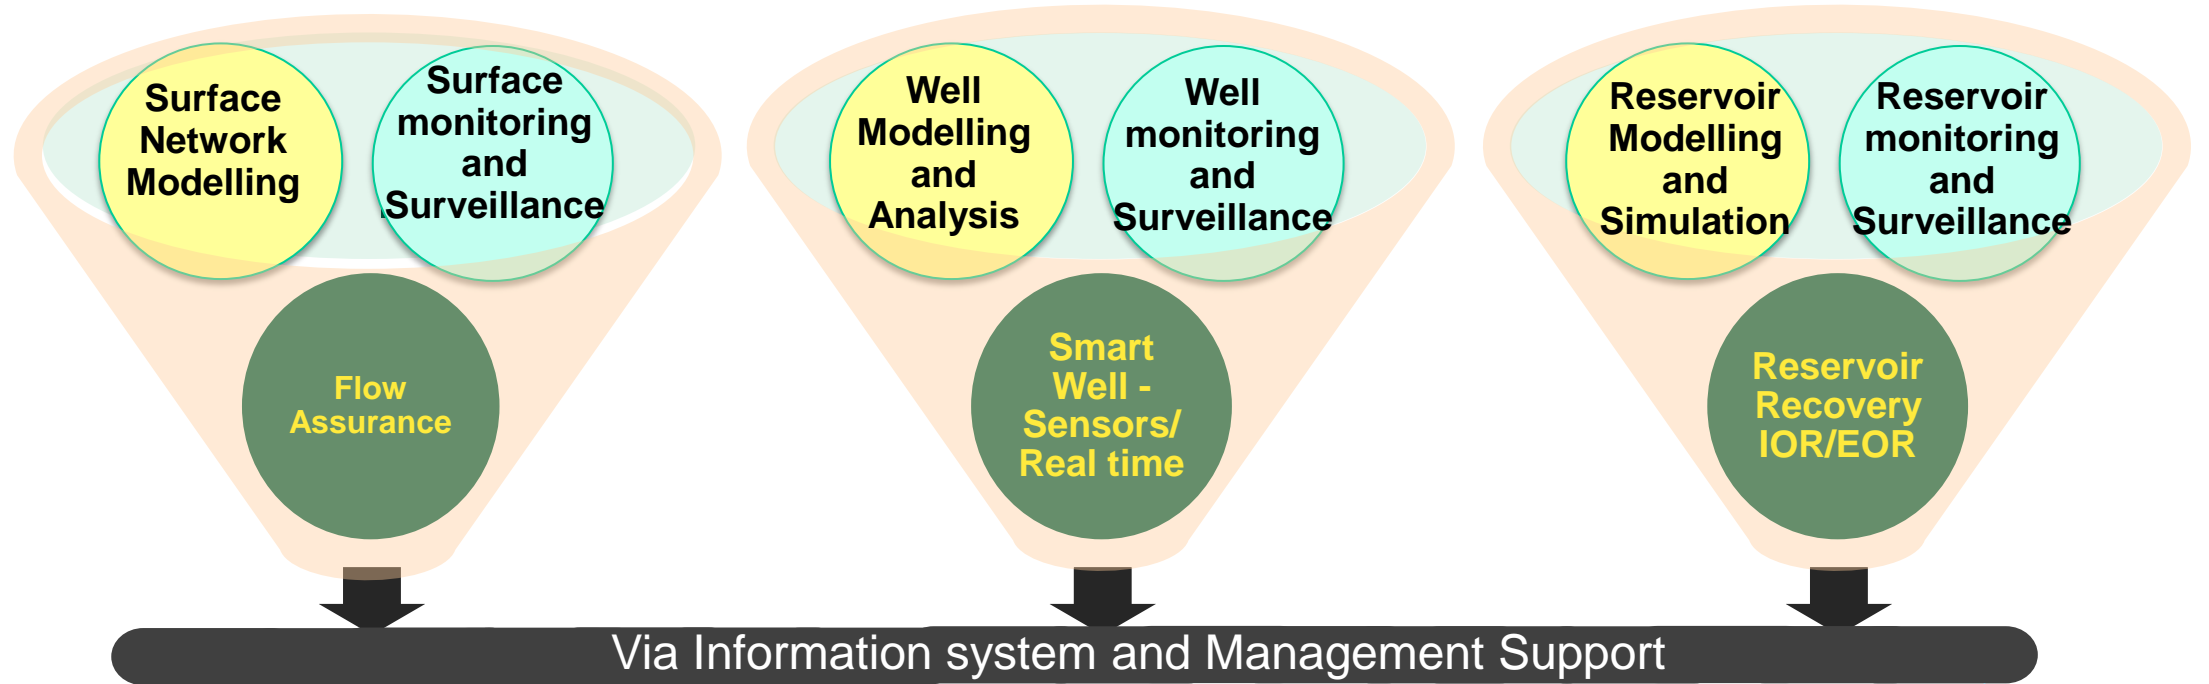 Surface
Network
Modelling
Surface
monitoring
and
Surveillance
Well
Modelling
and
Analysis
Well
monitoring
and
Surveillance
Reservoir
Modelling
and
Simulation
Reservoir
monitoring
and
Surveillance
Flow
Assurance
Smart
Well -
Sensors/
Real time
Reservoir
Recovery
IOR/EOR
Via Information system and Management Support